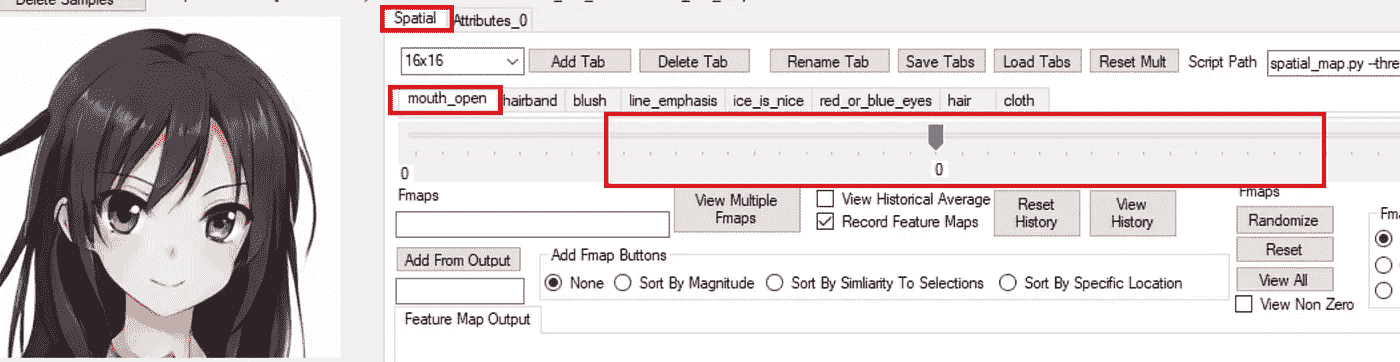 Delete Samples
Spatial Attributes_0
16x16 Add Tab Delete Tab Rename Tab Save Tabs Load Tabs Reset Mult Script Path spatial_map.py --thre
mouth_open hairband blush line_emphasis ice_is_nice red_or_blue_eyes hair cloth
0 0
Fmaps View Multiple Fmaps View Historical Average Reset History View History Fmaps
Record Feature Maps Randomize Fma
Add From Output Add Fmap Buttons Reset
None Sort By Magnitude Sort By Simliarity To Selections Sort By Specific Location View All
View Non Zero
Feature Map Output